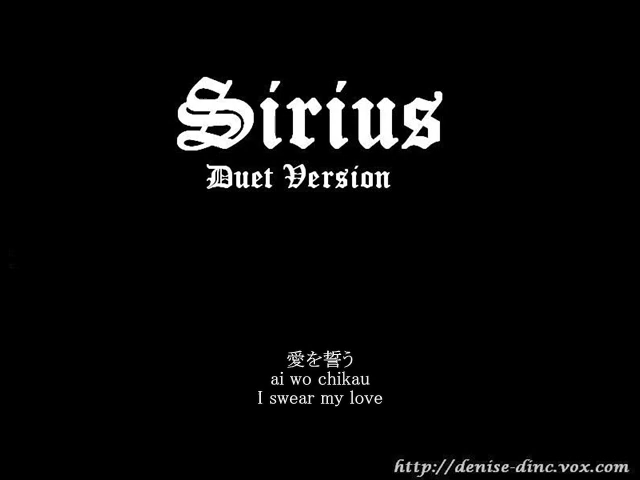 Sirius
Duet Version
愛を誓う
ai wo chikau
I swear my love
http://denise-dinc.vox.com